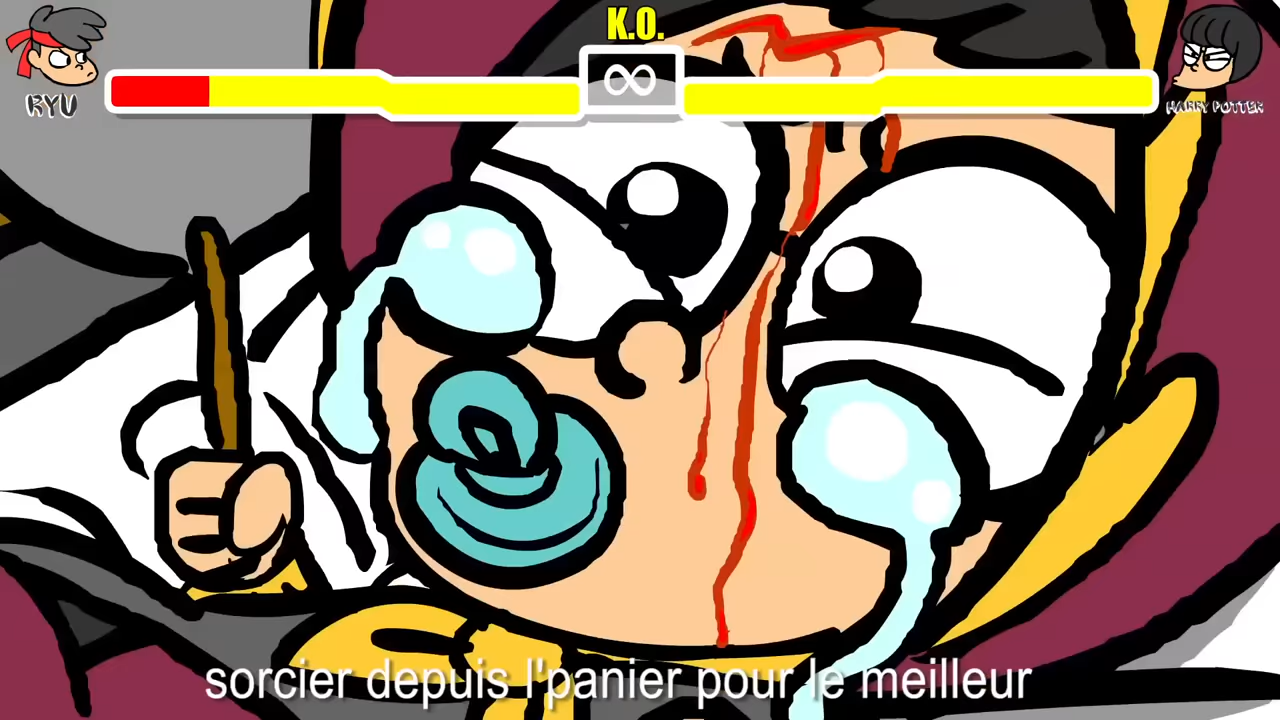 K.O.
∞
RYU
HARRY POTTER
sorcier depuis l'panier pour le meilleur